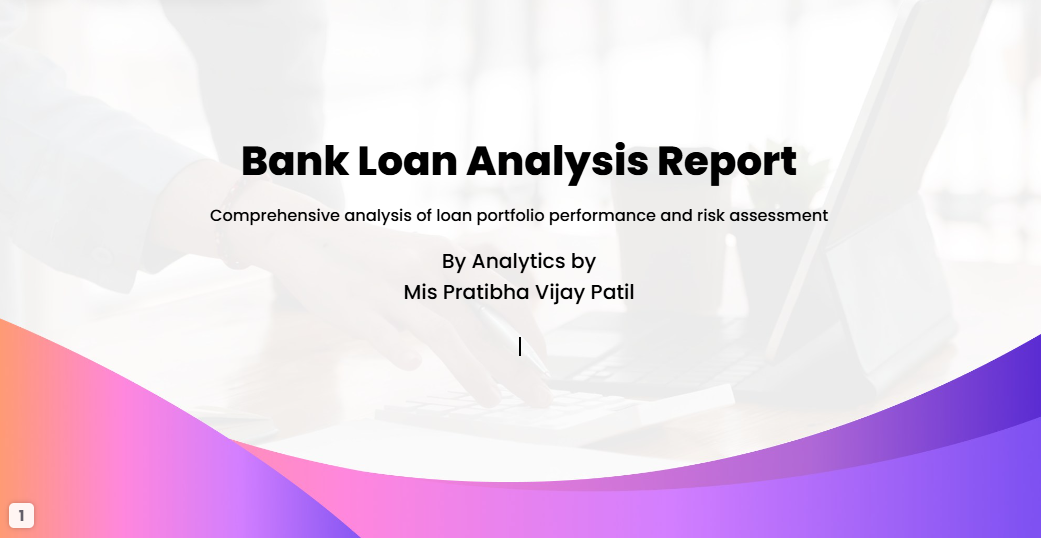 Bank Loan Analysis Report
Comprehensive analysis of loan portfolio performance and risk assessment
By Analytics by
Mis Pratibha Vijay Patil
1